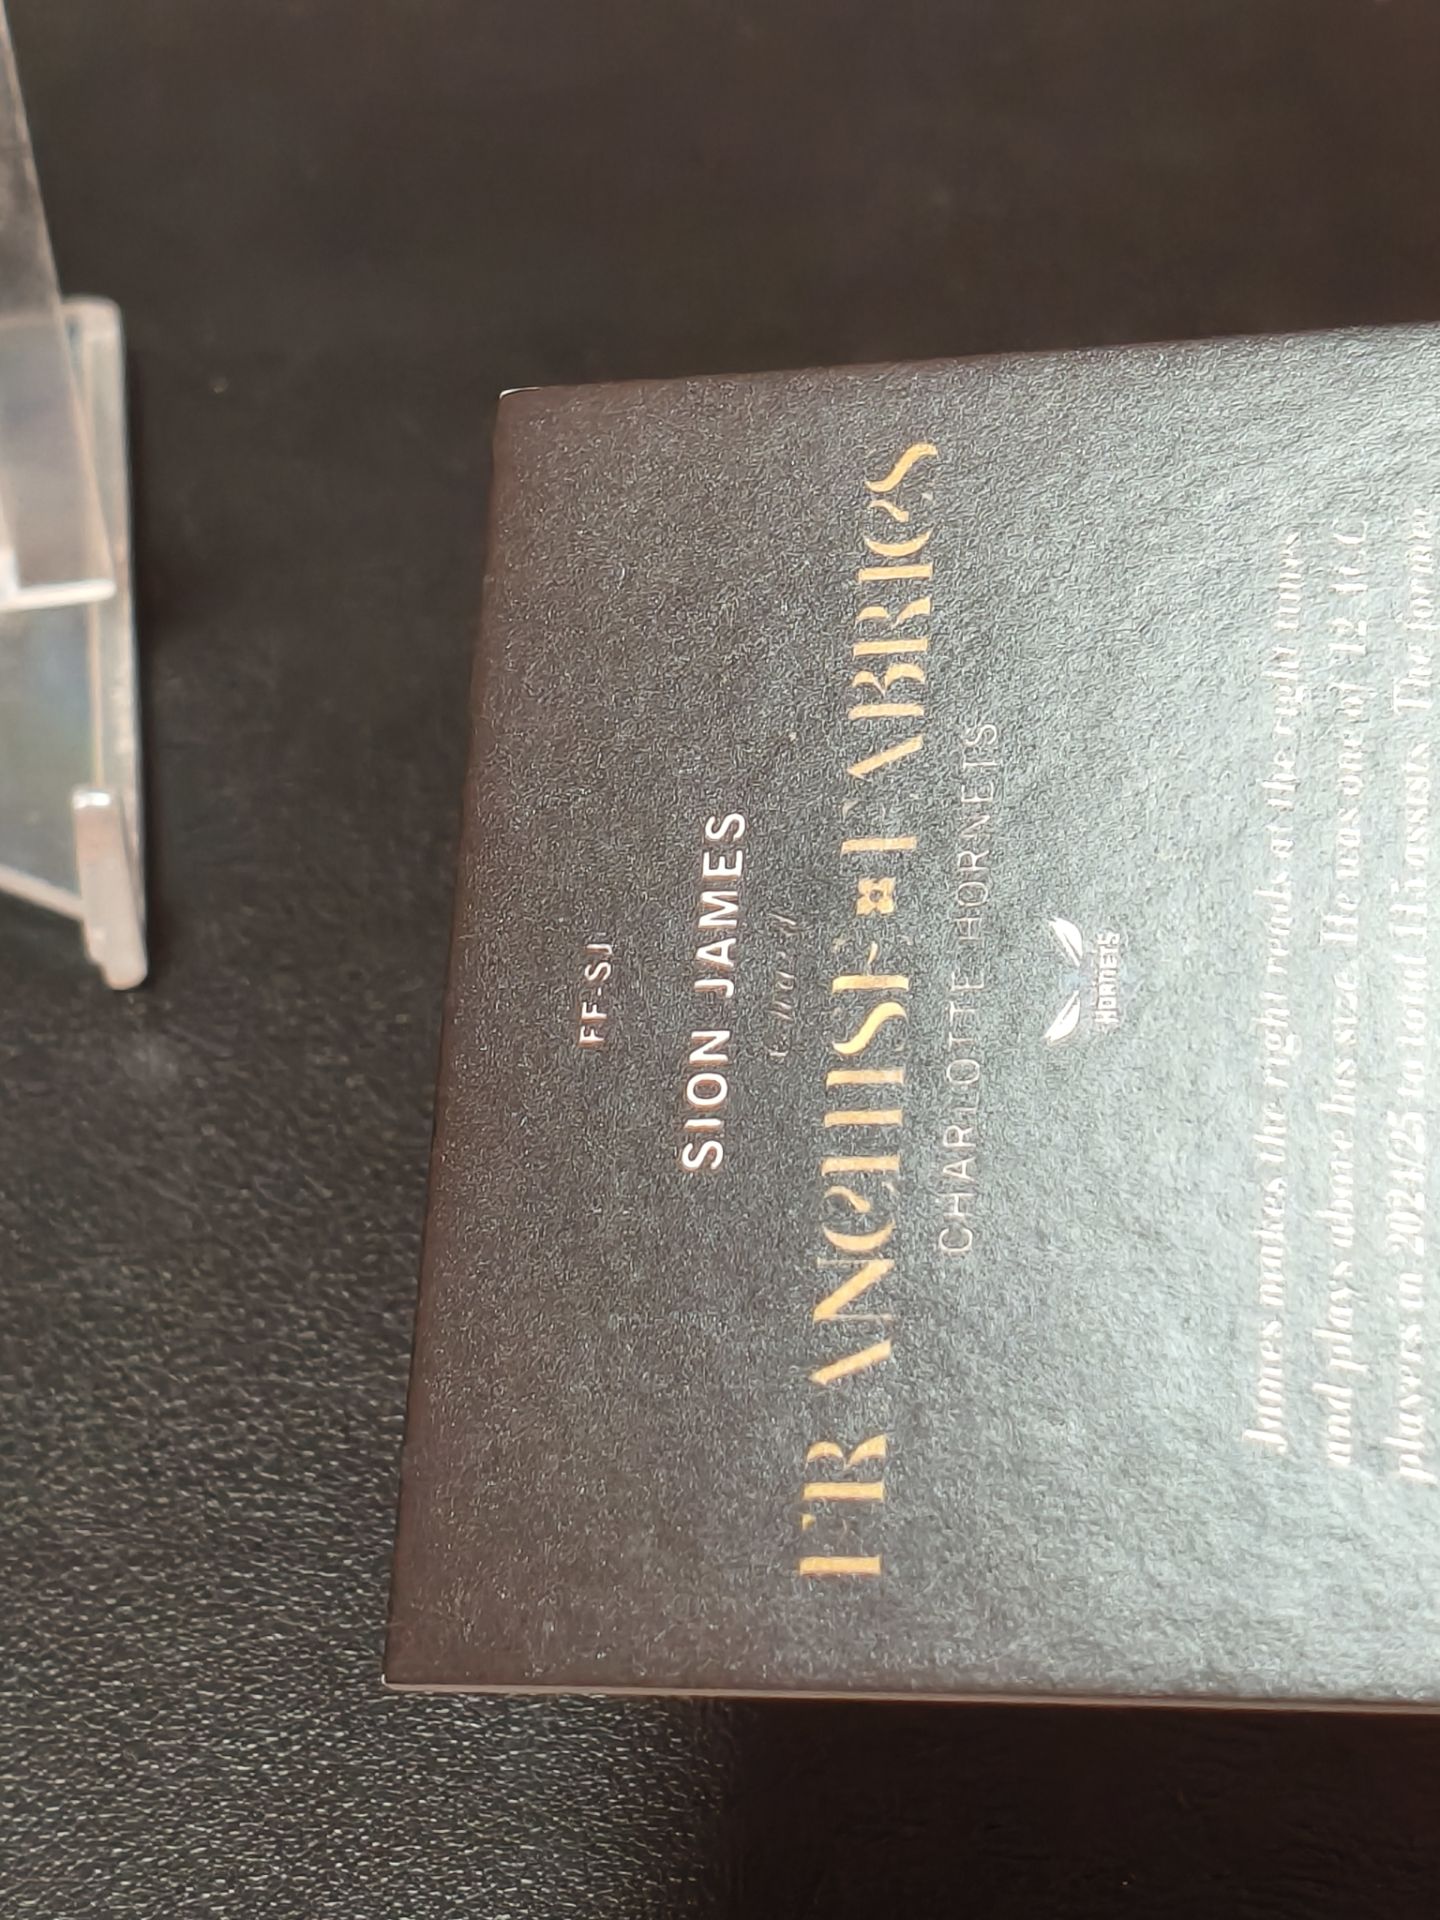 FF-SJ
SION JAMES
Guard
FRANCHISE FABRICS
CHARLOTTE HORNETS
HORNETS
James makes the right reads at the right times
and plays above his size. He was one of 12 ACC
players in 2024/25 to total 111 assists. The former